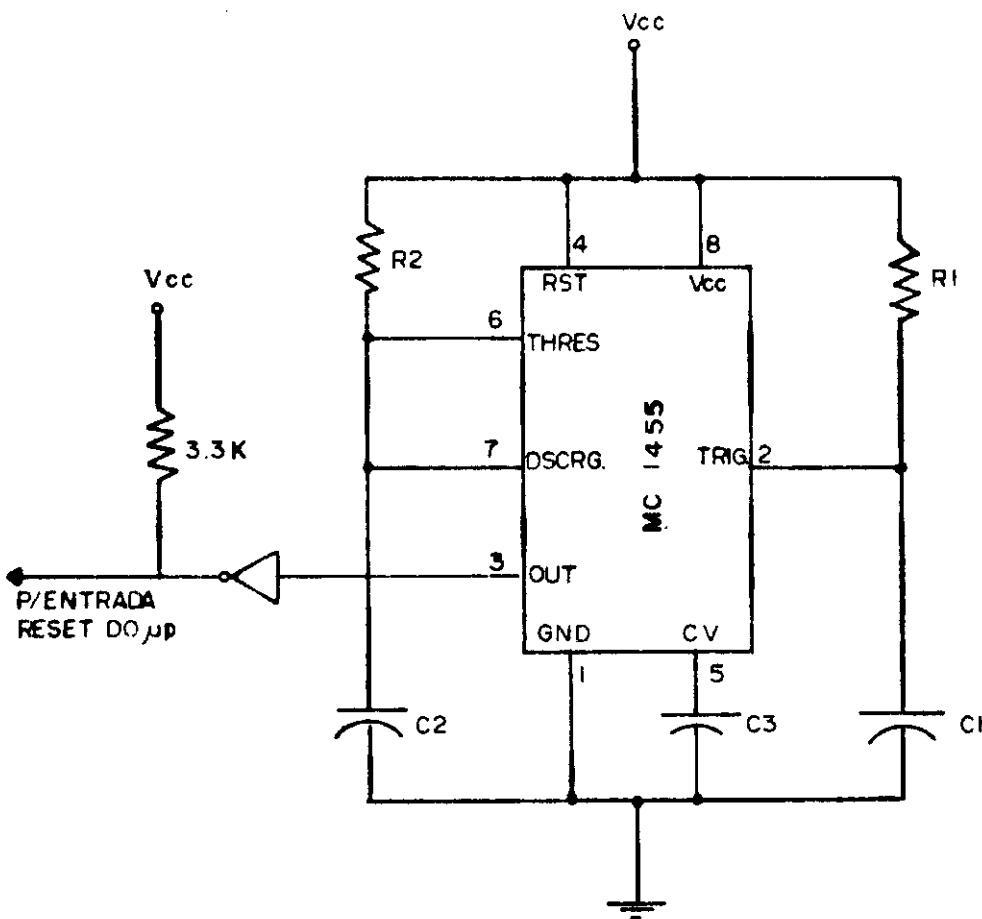 Vcc
R2
4
8
R1
RST
Vcc
Vcc
6
THRES
3.3K
7
DSCRG.
MC 1455
TRIG.
2
3
OUT
P/ENTRADA
RESET DO µp
GND
CV
1
5
C2
C3
C1